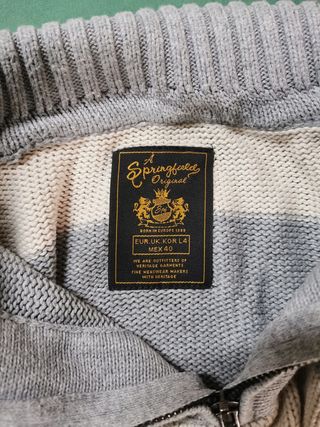 A
Springfield
Original
BORN IN EUROPE 1988
EUR.UK.KOR L4
MEX 40
WE ARE OUTFITTERS OF
HERITAGE GARMENTS
FINE MENSWEAR MAKERS
WITH HERITAGE